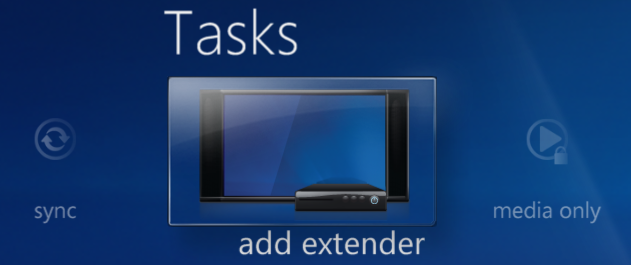 Tasks
sync
add extender
media only